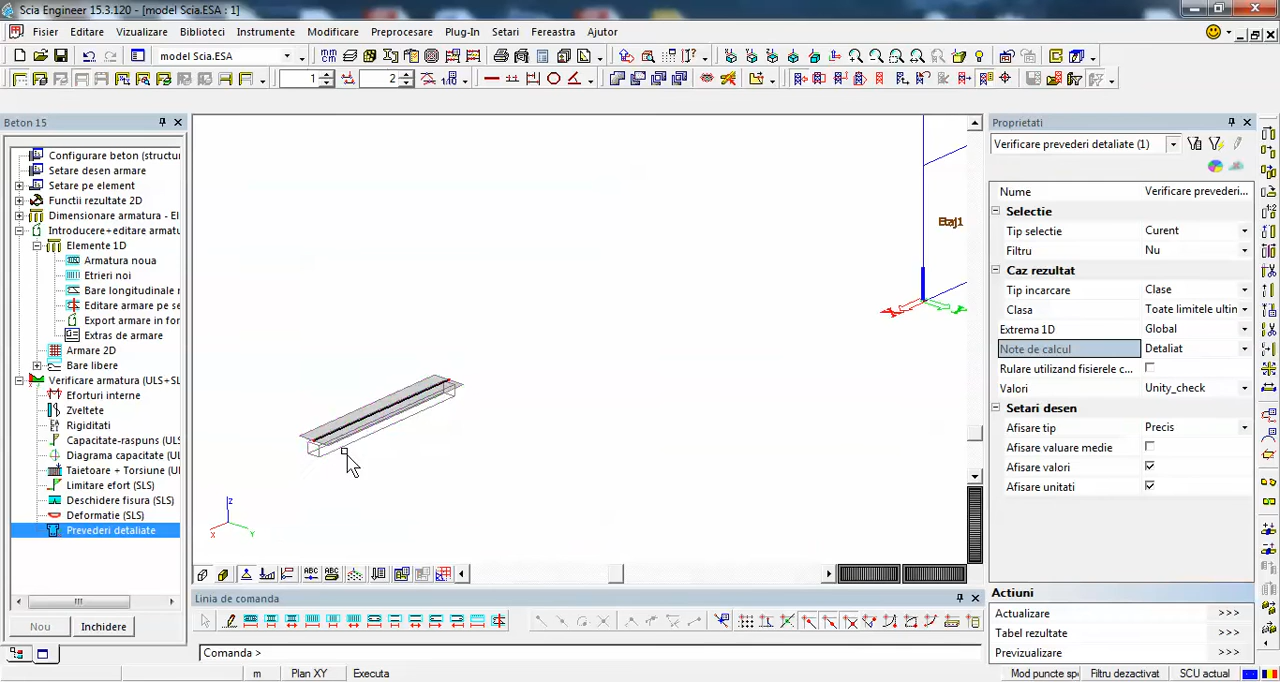 Scia Engineer 15.3.120 - [model Scia.ESA : 1]
Fisier Editare Vizualizare Biblioteci Instrumente Modificare Preprocesare Plug-In Setari Fereastra Ajutor
model Scia.ESA
1 2
Beton 15
Configurare beton (structu
Setare desen armare
Setare pe element
Functii rezultate 2D
Dimensionare armatura - El
Introducere+editare armatu
Elemente 1D
Armatura noua
Etrieri noi
Bare longitudinale n
Editare armare pe se
Export armare in for
Extras de armare
Armare 2D
Bare libere
Verificare armatura (ULS+SL
Eforturi interne
Zveltete
Rigiditati
Capacitate-raspuns (ULS
Diagrama capacitate (U
Taietoare + Torsiune (UL
Limitare efort (SLS)
Deschidere fisura (SLS)
Deformatie (SLS)
Prevederi detaliate
Nou Inchidere
Etaj1
Z
X Y
X Y
Proprietati
Verificare prevederi detaliate (1)
Nume Verificare prevederi...
Selectie
Tip selectie Curent
Filtru Nu
Caz rezultat
Tip incarcare Clase
Clasa Toate limitele ultin
Extrema 1D Global
Note de calcul Detaliat
Rulare utilizand fisierele c...
Valori Unity_check
Setari desen
Afisare tip Precis
Afisare valuare medie
Afisare valori
Afisare unitati
Actiuni
Actualizare >>>
Tabel rezultate >>>
Previzualizare >>>
ABC ABC
Linia de comanda
Comanda >
m Plan XY Executa Mod puncte sp Filtru dezactivat SCU actual